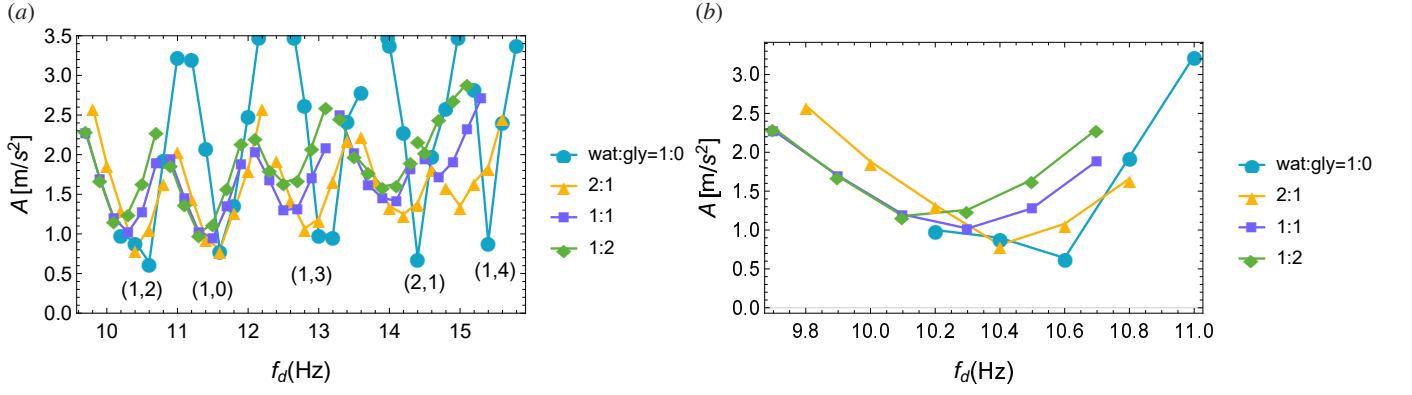 (a)
A [m/s²]
3.5
3.0
2.5
2.0
1.5
1.0
0.5
0.0
(1,2)
(1,0)
(1,3)
(2,1)
(1,4)
10 11 12 13 14 15
f_d(Hz)
wat:gly=1:0
2:1
1:1
1:2
(b)
A [m/s²]
3.0
2.5
2.0
1.5
1.0
0.5
0.0
9.8 10.0 10.2 10.4 10.6 10.8 11.0
f_d(Hz)
wat:gly=1:0
2:1
1:1
1:2